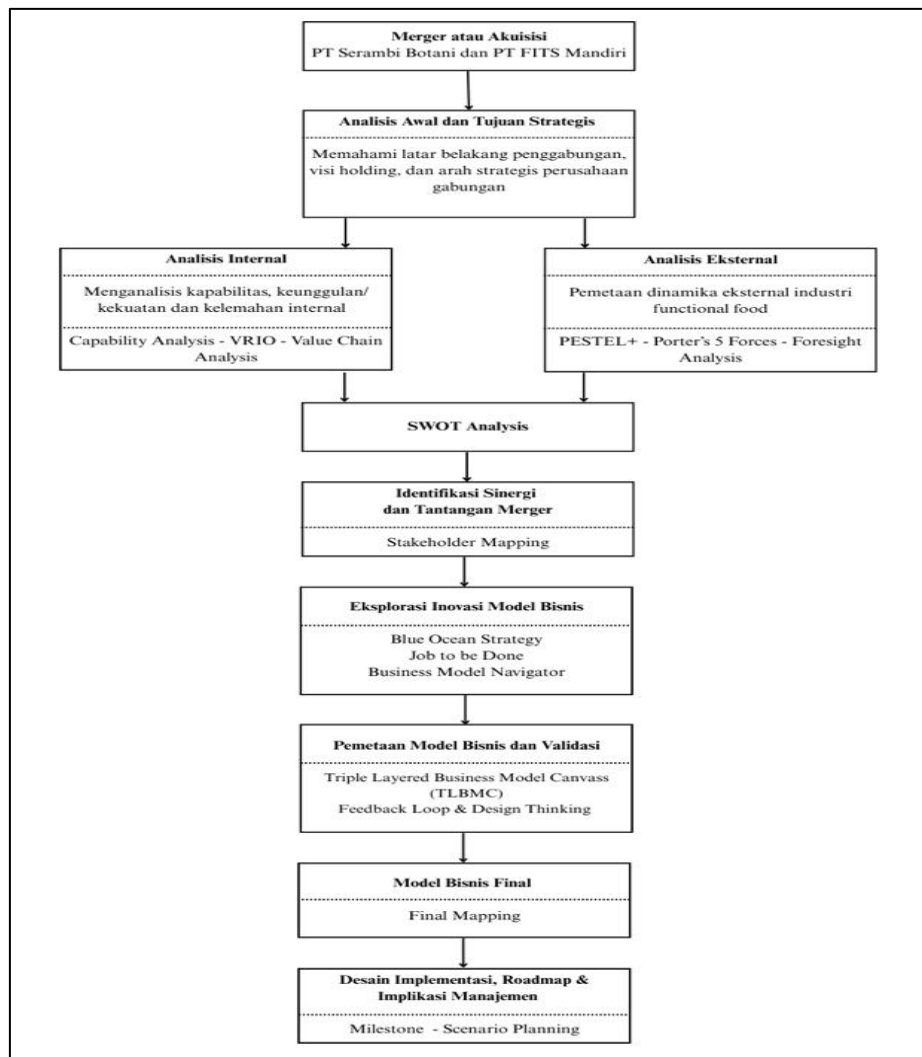 Merger atau Akuisisi
PT Serambi Botani dan PT FITS Mandiri
Analisis Awal dan Tujuan Strategis
Memahami latar belakang penggabungan,
visi holding, dan arah strategis perusahaan
gabungan
Analisis Internal
Menganalisis kapabilitas, keunggulan/
kekuatan dan kelemahan internal
Capability Analysis - VRIO - Value Chain
Analysis
Analisis Eksternal
Pemetaan dinamika eksternal industri
functional food
PESTEL+ - Porter's 5 Forces - Foresight
Analysis
SWOT Analysis
Identifikasi Sinergi
dan Tantangan Merger
Stakeholder Mapping
Eksplorasi Inovasi Model Bisnis
Blue Ocean Strategy
Job to be Done
Business Model Navigator
Pemetaan Model Bisnis dan Validasi
Triple Layered Business Model Canvass
(TLBMC)
Feedback Loop & Design Thinking
Model Bisnis Final
Final Mapping
Desain Implementasi, Roadmap &
Implikasi Manajemen
Milestone - Scenario Planning